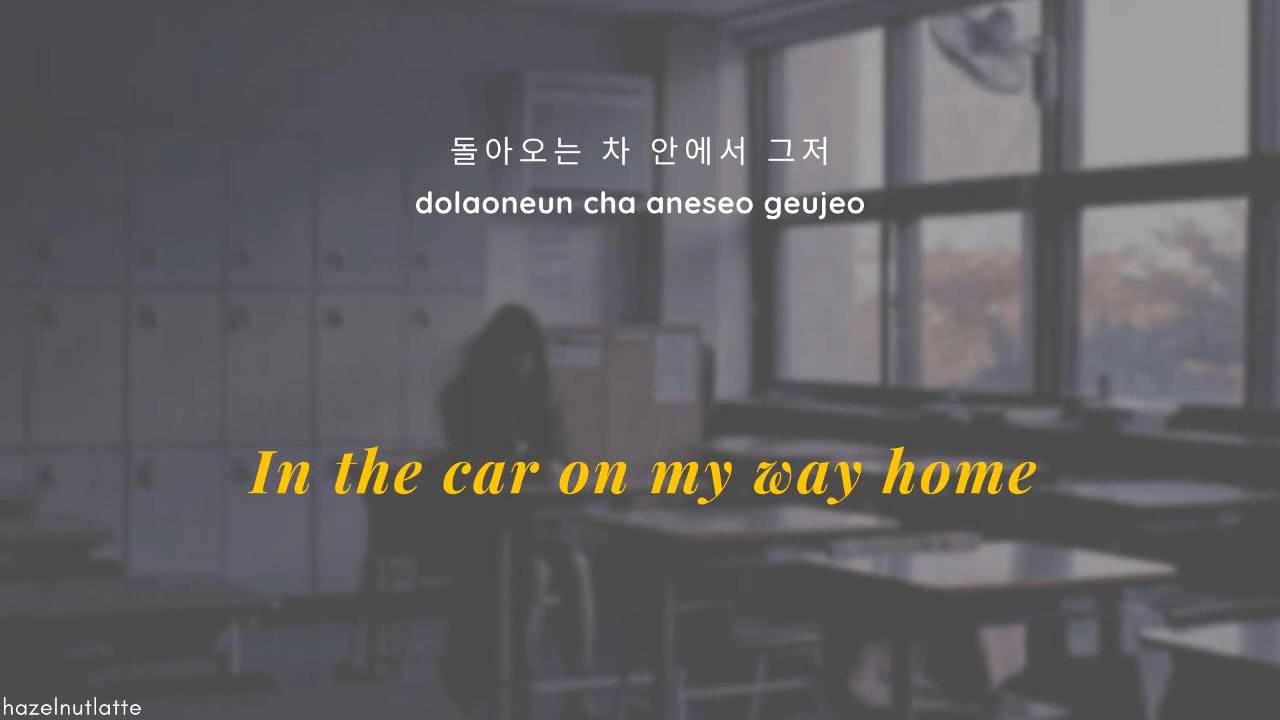 돌아오는 차 안에서 그저
dolaoneun cha aneseo geujeo
In the car on my way home
hazelnutlatte